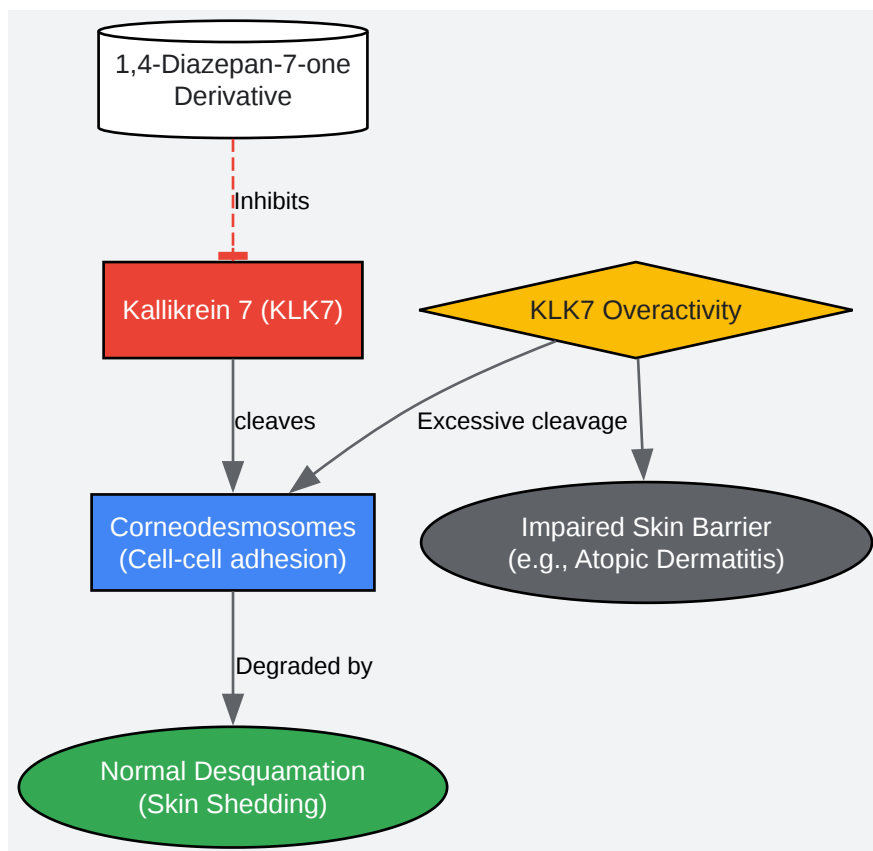 1,4-Diazepan-7-one
Derivative
Inhibits
Kallikrein 7 (KLK7)
KLK7 Overactivity
cleaves
Excessive cleavage
Corneodesmosomes
(Cell-cell adhesion)
Impaired Skin Barrier
(e.g., Atopic Dermatitis)
Degraded by
Normal Desquamation
(Skin Shedding)